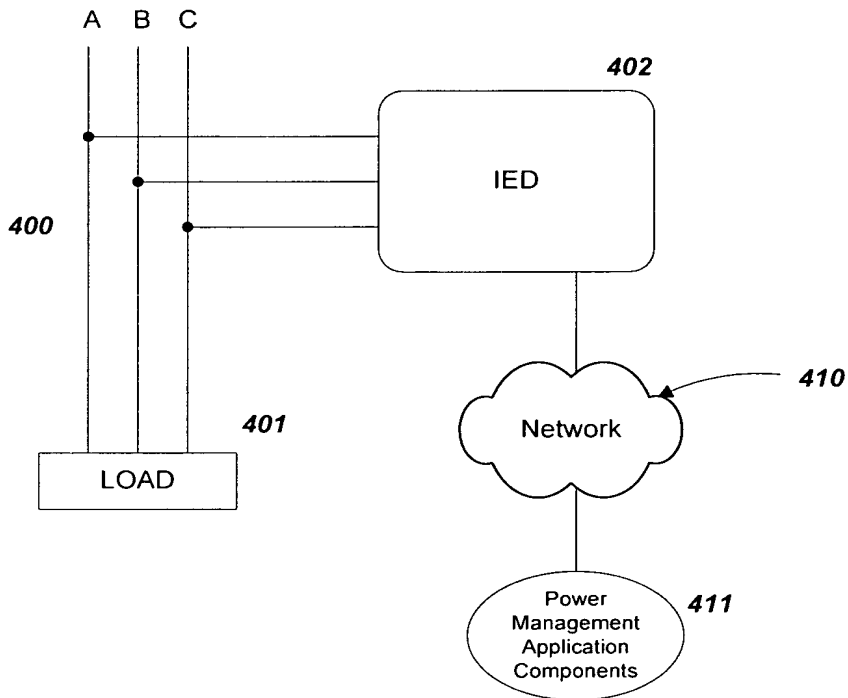 A B C
402
IED
400
410
401
Network
LOAD
411
Power
Management
Application
Components